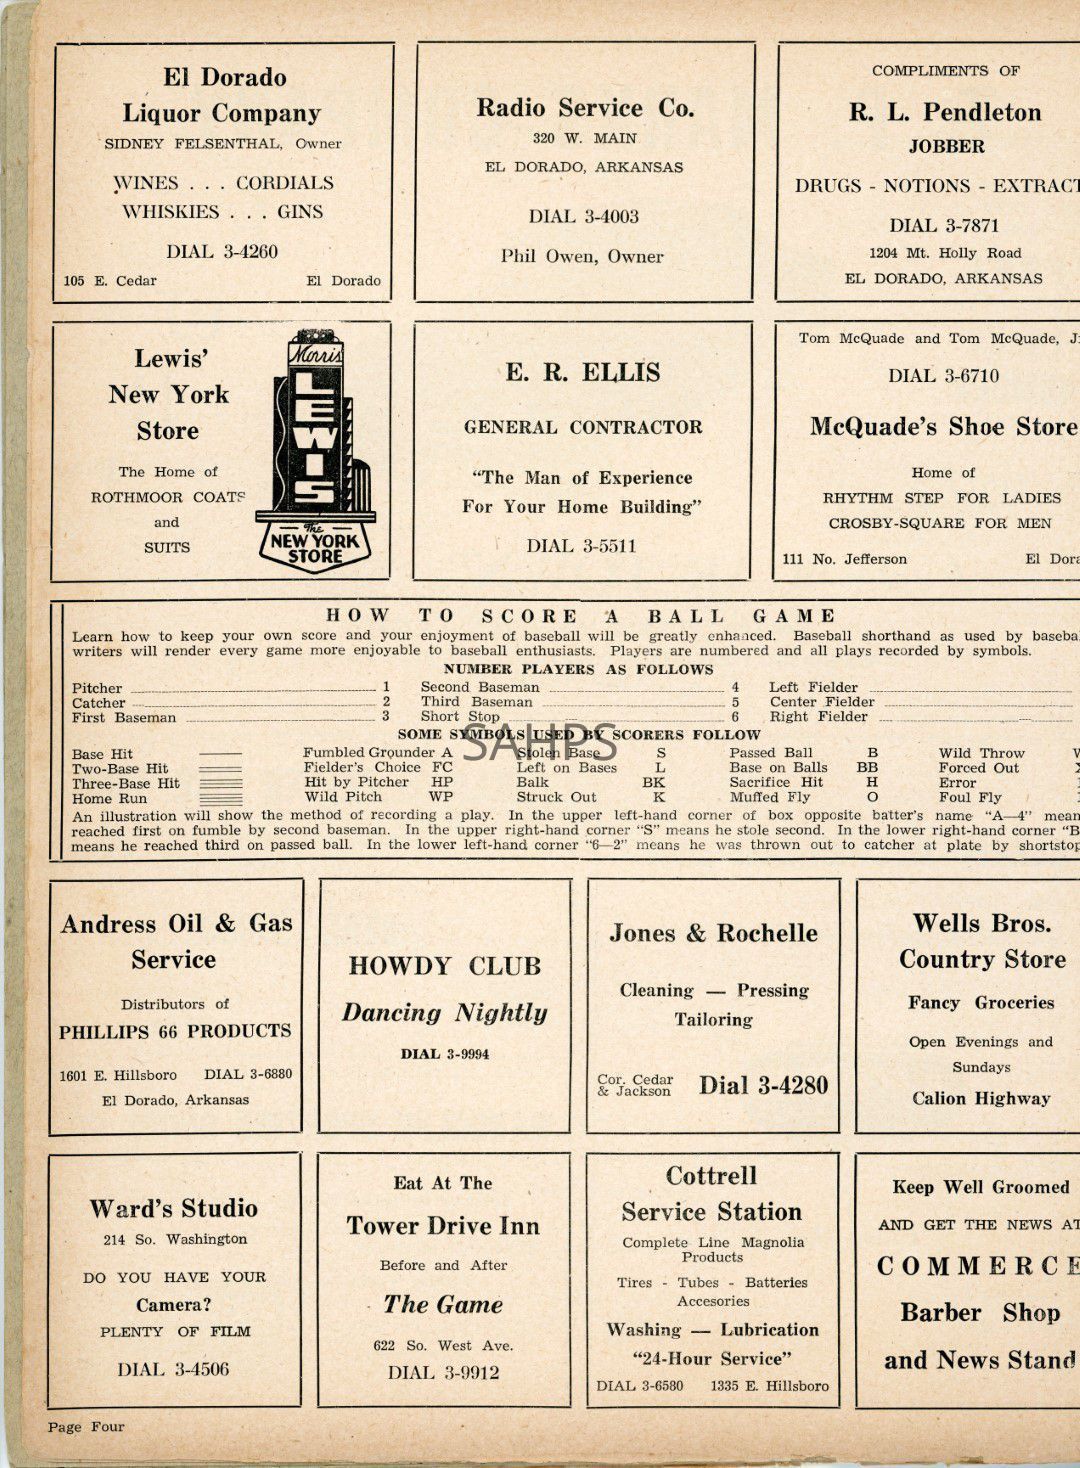 El Dorado
Liquor Company
SIDNEY FELSENTHAL, Owner
WINES . . . CORDIALS
WHISKIES . . . GINS
DIAL 3-4260
105 E. Cedar El Dorado
Radio Service Co.
320 W. MAIN
EL DORADO, ARKANSAS
DIAL 3-4003
Phil Owen, Owner
COMPLIMENTS OF
R. L. Pendleton
JOBBER
DRUGS - NOTIONS - EXTRACT
DIAL 3-7871
1204 Mt. Holly Road
EL DORADO, ARKANSAS
Lewis'
New York
Store
The Home of
ROTHMOOR COATS
and
SUITS
Morris
LEWIS
The
NEW YORK
STORE
E. R. ELLIS
GENERAL CONTRACTOR
"The Man of Experience
For Your Home Building"
DIAL 3-5511
Tom McQuade and Tom McQuade, J
DIAL 3-6710
McQuade's Shoe Store
Home of
RHYTHM STEP FOR LADIES
CROSBY-SQUARE FOR MEN
111 No. Jefferson El Dora
HOW TO SCORE A BALL GAME
Learn how to keep your own score and your enjoyment of baseball will be greatly enhanced. Baseball shorthand as used by baseba
writers will render every game more enjoyable to baseball enthusiasts. Players are numbered and all plays recorded by symbols.
NUMBER PLAYERS AS FOLLOWS
Pitcher 1 Second Baseman 4 Left Fielder
Catcher 2 Third Baseman 5 Center Fielder
First Baseman 3 Short Stop 6 Right Fielder
SOME SYMBOLS USED BY SCORERS FOLLOW
SAHPS
Base Hit Fumbled Grounder A Stolen Base S Passed Ball B Wild Throw
Two-Base Hit Fielder's Choice FC Left on Bases L Base on Balls BB Forced Out
Three-Base Hit Hit by Pitcher HP Balk BK Sacrifice Hit H Error
Home Run Wild Pitch WP Struck Out K Muffed Fly O Foul Fly
An illustration will show the method of recording a play. In the upper left-hand corner of box opposite batter's name "A—4" mean
reached first on fumble by second baseman. In the upper right-hand corner "S" means he stole second. In the lower right-hand corner "B
means he reached third on passed ball. In the lower left-hand corner "6—2" means he was thrown out to catcher at plate by shortstop
Andress Oil & Gas
Service
Distributors of
PHILLIPS 66 PRODUCTS
1601 E. Hillsboro DIAL 3-6880
El Dorado, Arkansas
HOWDY CLUB
Dancing Nightly
DIAL 3-9994
Jones & Rochelle
Cleaning — Pressing
Tailoring
Cor. Cedar
& Jackson Dial 3-4280
Wells Bros.
Country Store
Fancy Groceries
Open Evenings and
Sundays
Calion Highway
Ward's Studio
214 So. Washington
DO YOU HAVE YOUR
Camera?
PLENTY OF FILM
DIAL 3-4506
Eat At The
Tower Drive Inn
Before and After
The Game
622 So. West Ave.
DIAL 3-9912
Cottrell
Service Station
Complete Line Magnolia
Products
Tires - Tubes - Batteries
Accesories
Washing — Lubrication
"24-Hour Service"
DIAL 3-6580 1335 E. Hillsboro
Keep Well Groomed
AND GET THE NEWS AT
COMMERCE
Barber Shop
and News Stand
Page Four